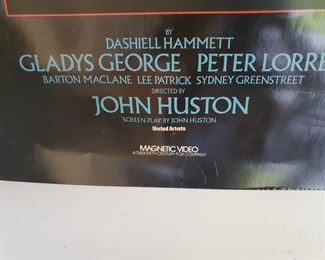 BY
DASHIELL HAMMETT
GLADYS GEORGE PETER LORRE
BARTON MACLANE LEE PATRICK SYDNEY GREENSTREET
DIRECTED BY
JOHN HUSTON
SCREEN PLAY BY JOHN HUSTON
United Artists
MAGNETIC VIDEO
A TWENTIETH CENTURY-FOX COMPANY